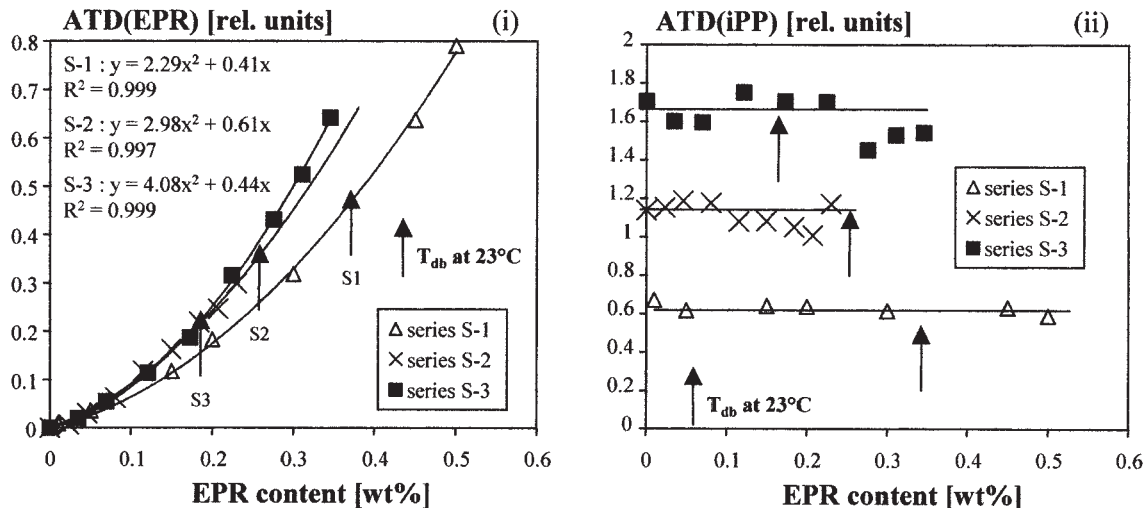 ATD(EPR) [rel. units] (i)
0.8
0.7
0.6
0.5
0.4
0.3
0.2
0.1
0
S-1 : y = 2.29x² + 0.41x
R² = 0.999
S-2 : y = 2.98x² + 0.61x
R² = 0.997
S-3 : y = 4.08x² + 0.44x
R² = 0.999
S1
S2
S3
T_db at 23°C
series S-1
series S-2
series S-3
0 0.1 0.2 0.3 0.4 0.5 0.6
EPR content [wt%]
ATD(iPP) [rel. units] (ii)
2
1.8
1.6
1.4
1.2
1
0.8
0.6
0.4
0.2
0
series S-1
series S-2
series S-3
T_db at 23°C
0 0.1 0.2 0.3 0.4 0.5 0.6
EPR content [wt%]